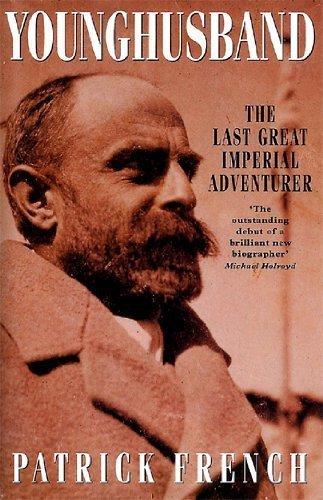 YOUNGHUSBAND
THE
LAST GREAT
IMPERIAL
ADVENTURER
'The
outstanding
debut of a
brilliant new
biographer'
Michael Holroyd
PATRICK FRENCH